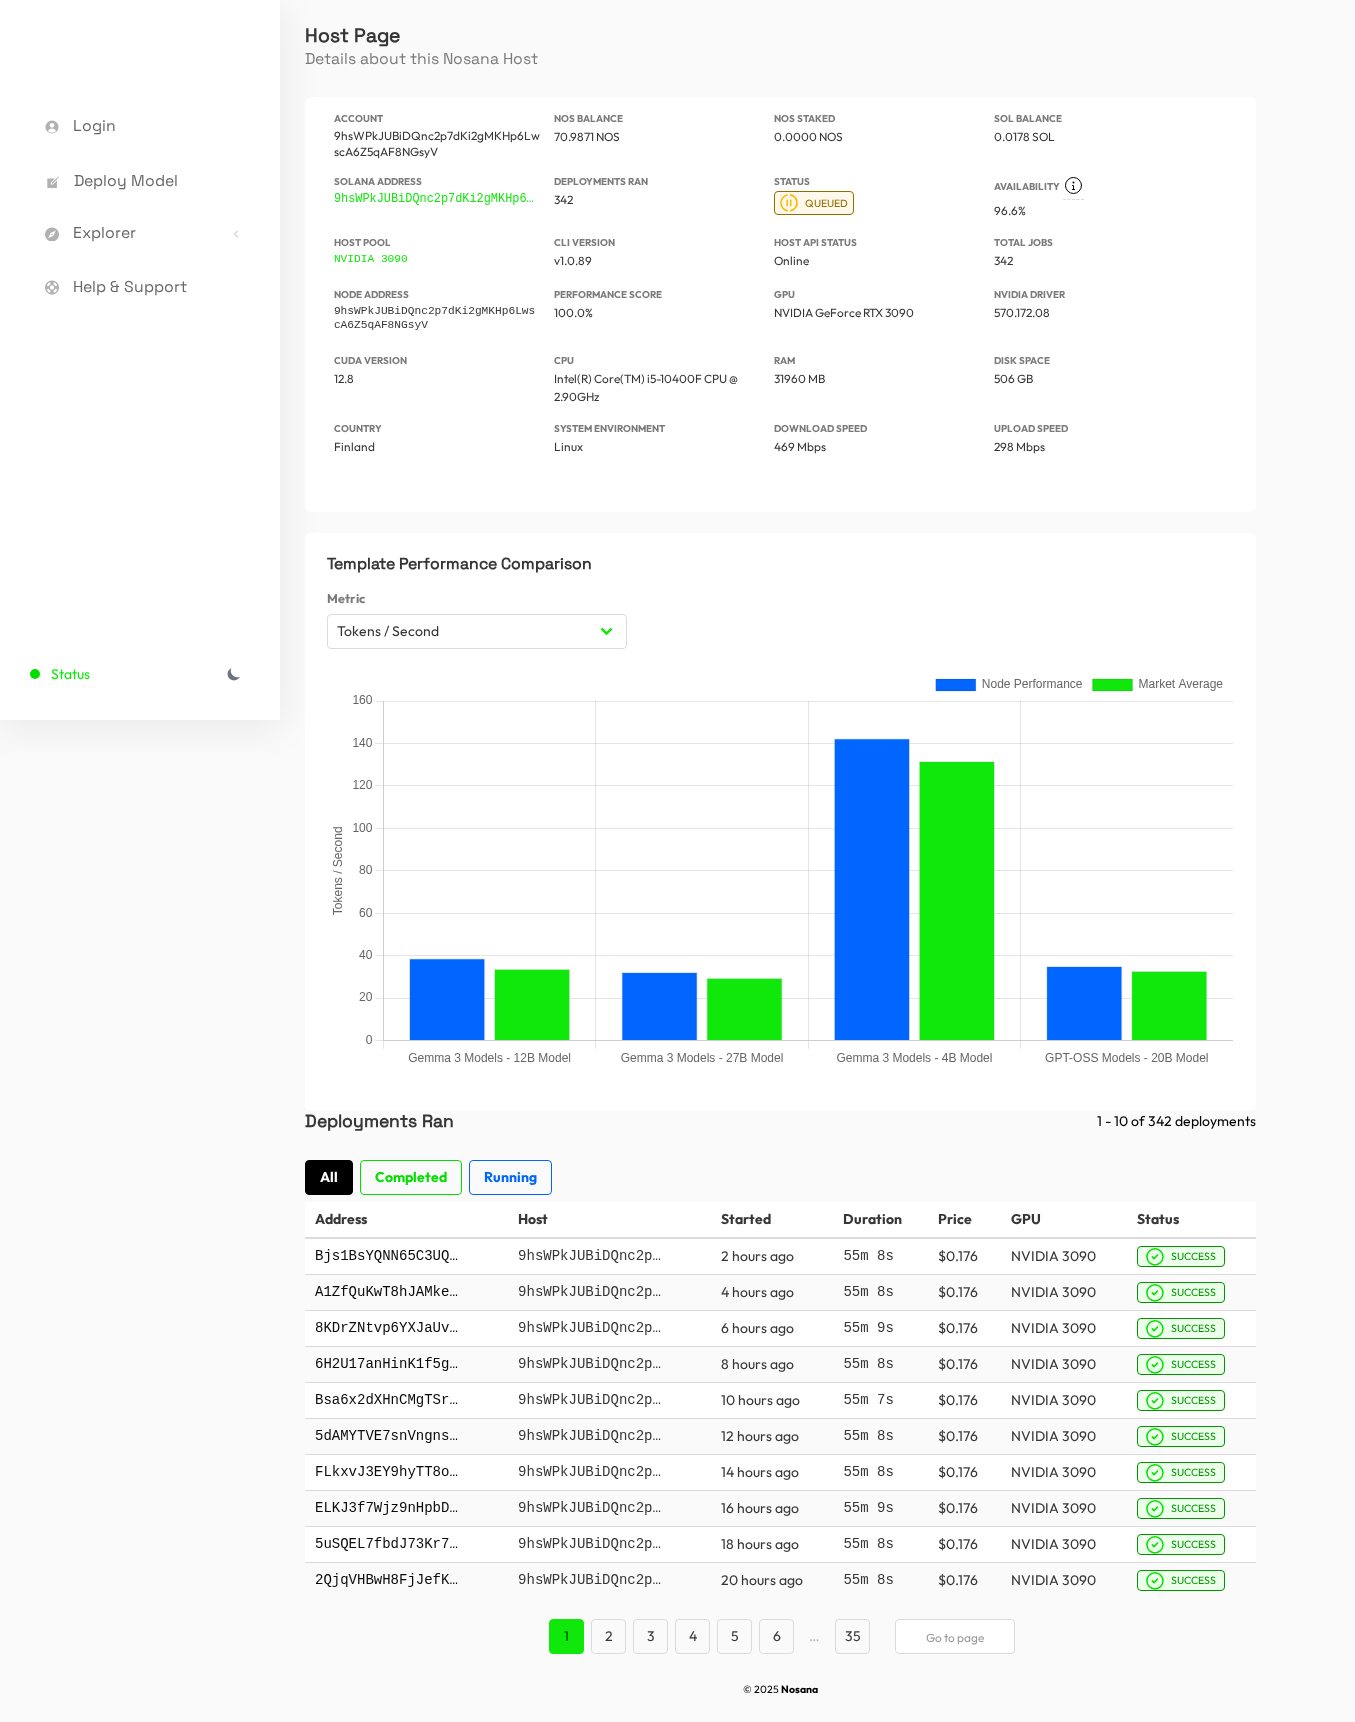 Host Page
Details about this Nosana Host
Login
Deploy Model
Explorer
Help & Support
Status
ACCOUNT
9hsWPkJUBiDQnc2p7dKi2gMKHp6Lw
scA6Z5qAF8NGsyV
NOS BALANCE
70.9871 NOS
NOS STAKED
0.0000 NOS
SOL BALANCE
0.0178 SOL
SOLANA ADDRESS
9hsWPkJUBiDQnc2p7dKi2gMKHp6…
DEPLOYMENTS RAN
342
STATUS
QUEUED
AVAILABILITY
96.6%
HOST POOL
NVIDIA 3090
CLI VERSION
v1.0.89
HOST API STATUS
Online
TOTAL JOBS
342
NODE ADDRESS
9hsWPkJUBiDQnc2p7dKi2gMKHp6Lws
cA6Z5qAF8NGsyV
PERFORMANCE SCORE
100.0%
GPU
NVIDIA GeForce RTX 3090
NVIDIA DRIVER
570.172.08
CUDA VERSION
12.8
CPU
Intel(R) Core(TM) i5-10400F CPU @
2.90GHz
RAM
31960 MB
DISK SPACE
506 GB
COUNTRY
Finland
SYSTEM ENVIRONMENT
Linux
DOWNLOAD SPEED
469 Mbps
UPLOAD SPEED
298 Mbps
Template Performance Comparison
Metric
Tokens / Second
Node Performance
Market Average
Tokens / Second
160
140
120
100
80
60
40
20
0
Gemma 3 Models - 12B Model
Gemma 3 Models - 27B Model
Gemma 3 Models - 4B Model
GPT-OSS Models - 20B Model
Deployments Ran
1 - 10 of 342 deployments
All Completed Running
Address Host Started Duration Price GPU Status
Bjs1BsYQNN65C3UQ… 9hsWPkJUBiDQnc2p… 2 hours ago 55m 8s $0.176 NVIDIA 3090 SUCCESS
A1ZfQuKwT8hJAMke… 9hsWPkJUBiDQnc2p… 4 hours ago 55m 8s $0.176 NVIDIA 3090 SUCCESS
8KDrZNtvp6YXJaUv… 9hsWPkJUBiDQnc2p… 6 hours ago 55m 9s $0.176 NVIDIA 3090 SUCCESS
6H2U17anHinK1f5g… 9hsWPkJUBiDQnc2p… 8 hours ago 55m 8s $0.176 NVIDIA 3090 SUCCESS
Bsa6x2dXHnCMgTSr… 9hsWPkJUBiDQnc2p… 10 hours ago 55m 7s $0.176 NVIDIA 3090 SUCCESS
5dAMYTVE7snVngns… 9hsWPkJUBiDQnc2p… 12 hours ago 55m 8s $0.176 NVIDIA 3090 SUCCESS
FLkxvJ3EY9hyTT8o… 9hsWPkJUBiDQnc2p… 14 hours ago 55m 8s $0.176 NVIDIA 3090 SUCCESS
ELKJ3f7Wjz9nHpbD… 9hsWPkJUBiDQnc2p… 16 hours ago 55m 9s $0.176 NVIDIA 3090 SUCCESS
5uSQEL7fbdJ73Kr7… 9hsWPkJUBiDQnc2p… 18 hours ago 55m 8s $0.176 NVIDIA 3090 SUCCESS
2QjqVHBwH8FjJefK… 9hsWPkJUBiDQnc2p… 20 hours ago 55m 8s $0.176 NVIDIA 3090 SUCCESS
1 2 3 4 5 6 … 35 Go to page
© 2025 Nosana